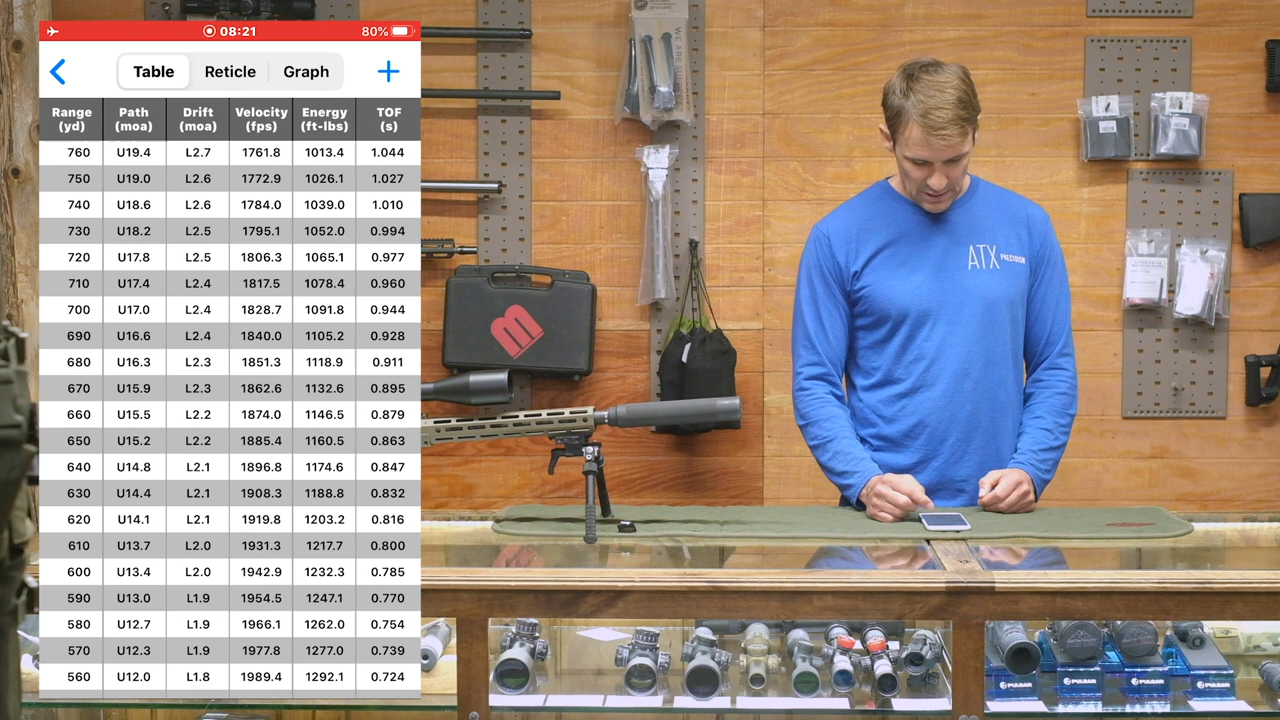 08:21
80%
Table Reticle Graph
Range (yd) Path (moa) Drift (moa) Velocity (fps) Energy (ft-lbs) TOF (s)
760 U19.4 L2.7 1761.8 1013.4 1.044
750 U19.0 L2.6 1772.9 1026.1 1.027
740 U18.6 L2.6 1784.0 1039.0 1.010
730 U18.2 L2.5 1795.1 1052.0 0.994
720 U17.8 L2.5 1806.3 1065.1 0.977
710 U17.4 L2.4 1817.5 1078.4 0.960
700 U17.0 L2.4 1828.7 1091.8 0.944
690 U16.6 L2.4 1840.0 1105.2 0.928
680 U16.3 L2.3 1851.3 1118.9 0.911
670 U15.9 L2.3 1862.6 1132.6 0.895
660 U15.5 L2.2 1874.0 1146.5 0.879
650 U15.2 L2.2 1885.4 1160.5 0.863
640 U14.8 L2.1 1896.8 1174.6 0.847
630 U14.4 L2.1 1908.3 1188.8 0.832
620 U14.1 L2.1 1919.8 1203.2 0.816
610 U13.7 L2.0 1931.3 1217.7 0.800
600 U13.4 L2.0 1942.9 1232.3 0.785
590 U13.0 L1.9 1954.5 1247.1 0.770
580 U12.7 L1.9 1966.1 1262.0 0.754
570 U12.3 L1.9 1977.8 1277.0 0.739
560 U12.0 L1.8 1989.4 1292.1 0.724
WE ARE
ATX PRECISION
PULSAR
PULSAR
PULSAR
PULSAR